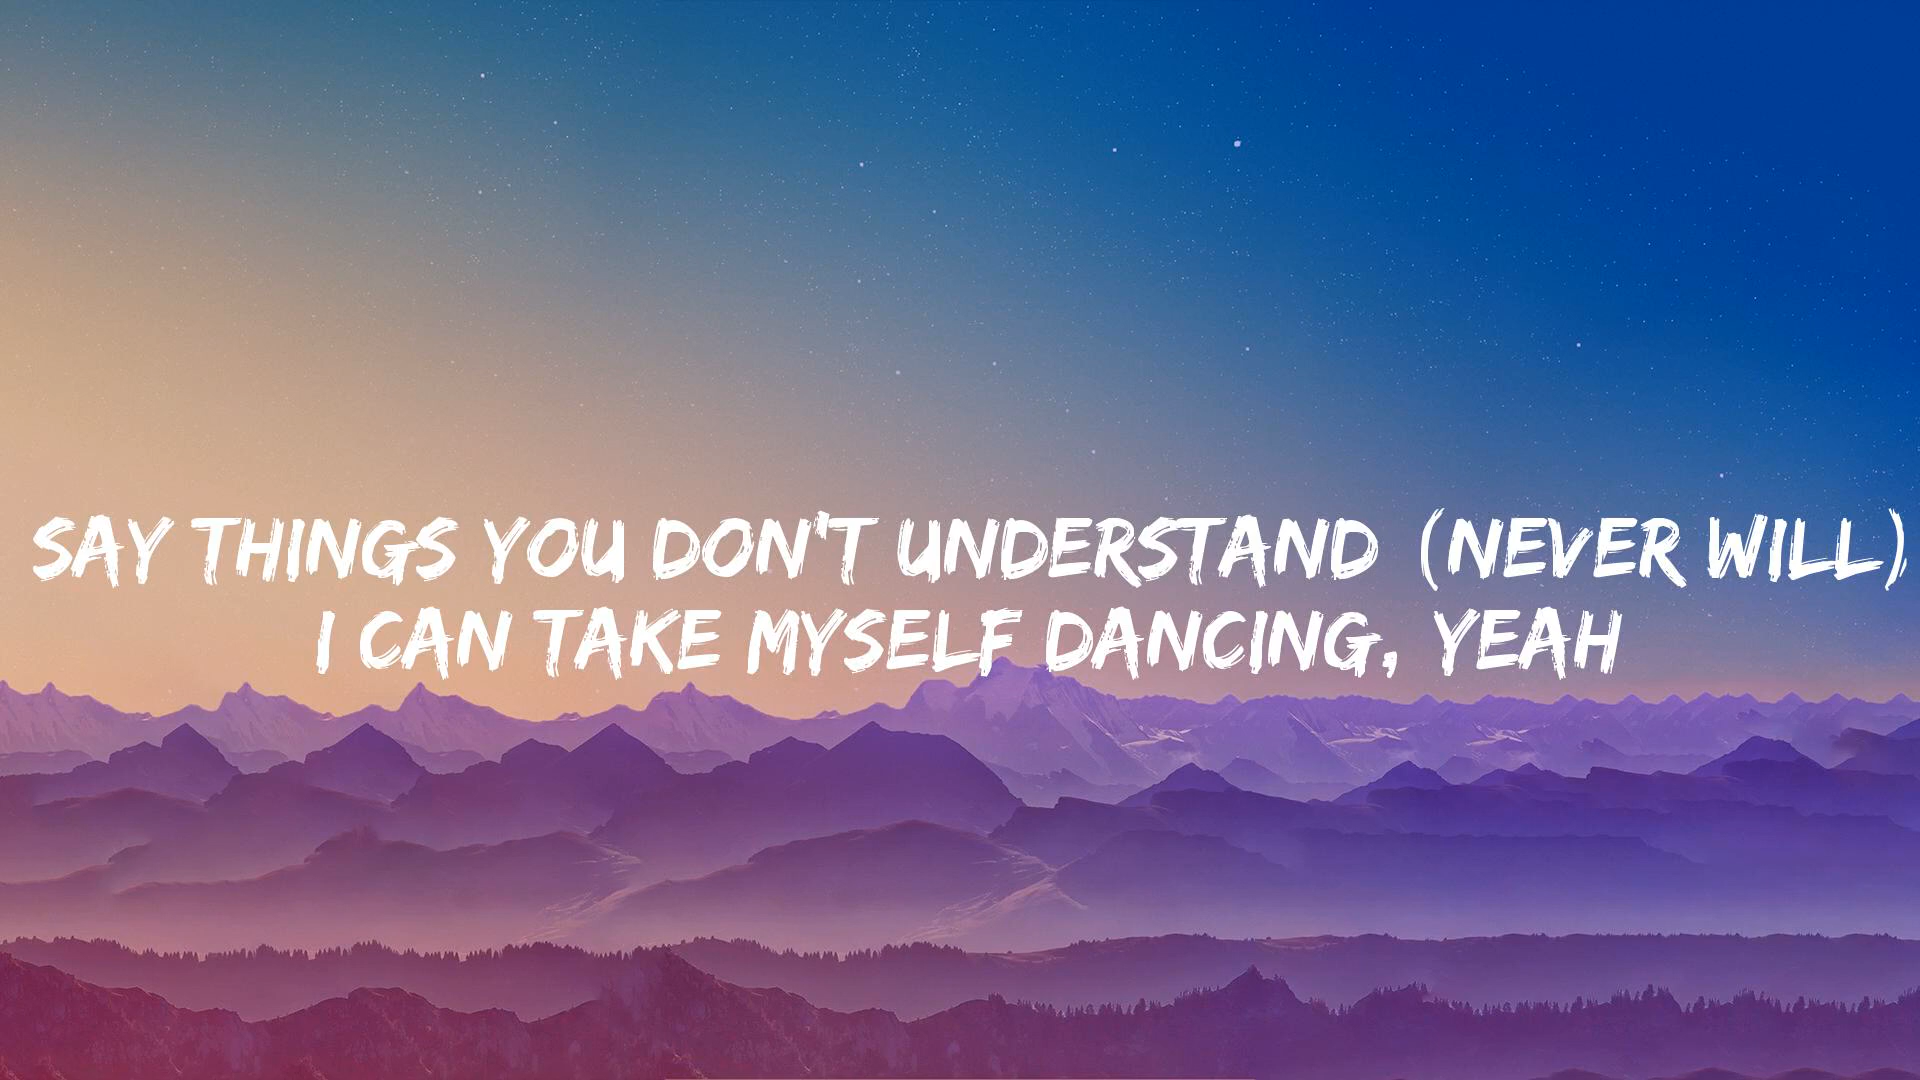 SAY THINGS YOU DON'T UNDERSTAND (NEVER WILL)
I CAN TAKE MYSELF DANCING, YEAH